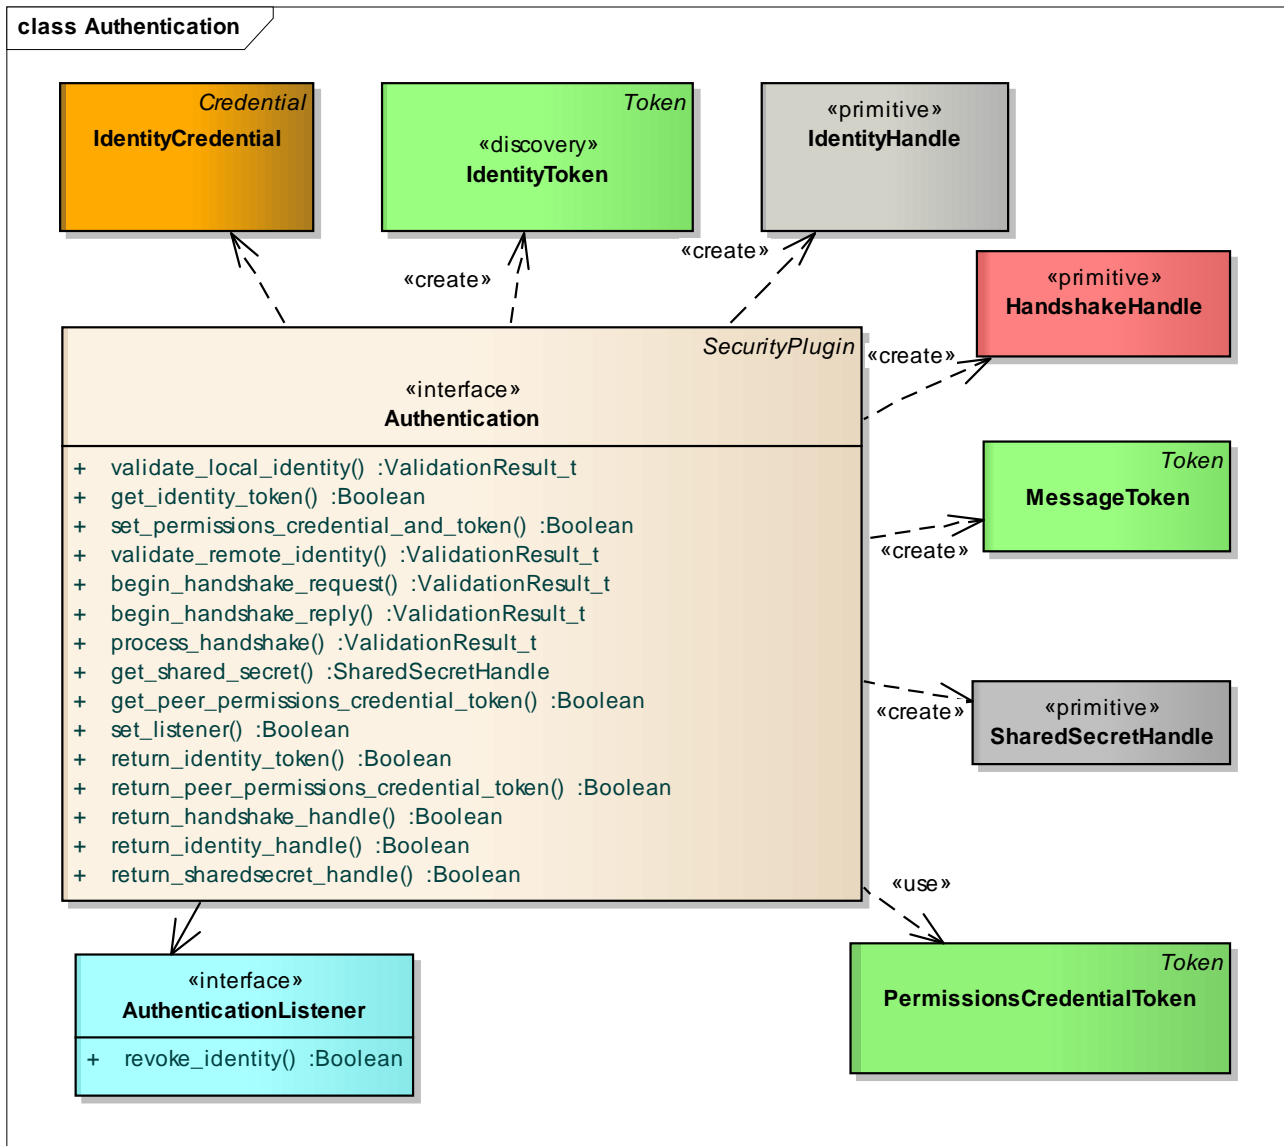 class Authentication
Credential
IdentityCredential
Token
«discovery»
IdentityToken
«primitive»
IdentityHandle
«create»
«create»
«primitive»
HandshakeHandle
«create»
SecurityPlugin
«interface»
Authentication
+ validate_local_identity() :ValidationResult_t
+ get_identity_token() :Boolean
+ set_permissions_credential_and_token() :Boolean
+ validate_remote_identity() :ValidationResult_t
+ begin_handshake_request() :ValidationResult_t
+ begin_handshake_reply() :ValidationResult_t
+ process_handshake() :ValidationResult_t
+ get_shared_secret() :SharedSecretHandle
+ get_peer_permissions_credential_token() :Boolean
+ set_listener() :Boolean
+ return_identity_token() :Boolean
+ return_peer_permissions_credential_token() :Boolean
+ return_handshake_handle() :Boolean
+ return_identity_handle() :Boolean
+ return_sharedsecret_handle() :Boolean
Token
MessageToken
«create»
«primitive»
SharedSecretHandle
«create»
«use»
Token
PermissionsCredentialToken
«interface»
AuthenticationListener
+ revoke_identity() :Boolean